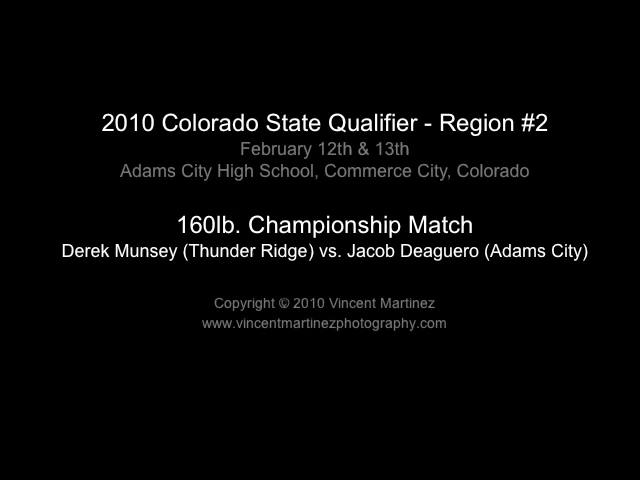 2010 Colorado State Qualifier - Region #2
February 12th & 13th
Adams City High School, Commerce City, Colorado
160lb. Championship Match
Derek Munsey (Thunder Ridge) vs. Jacob Deaguero (Adams City)
Copyright © 2010 Vincent Martinez
www.vincentmartinezphotography.com